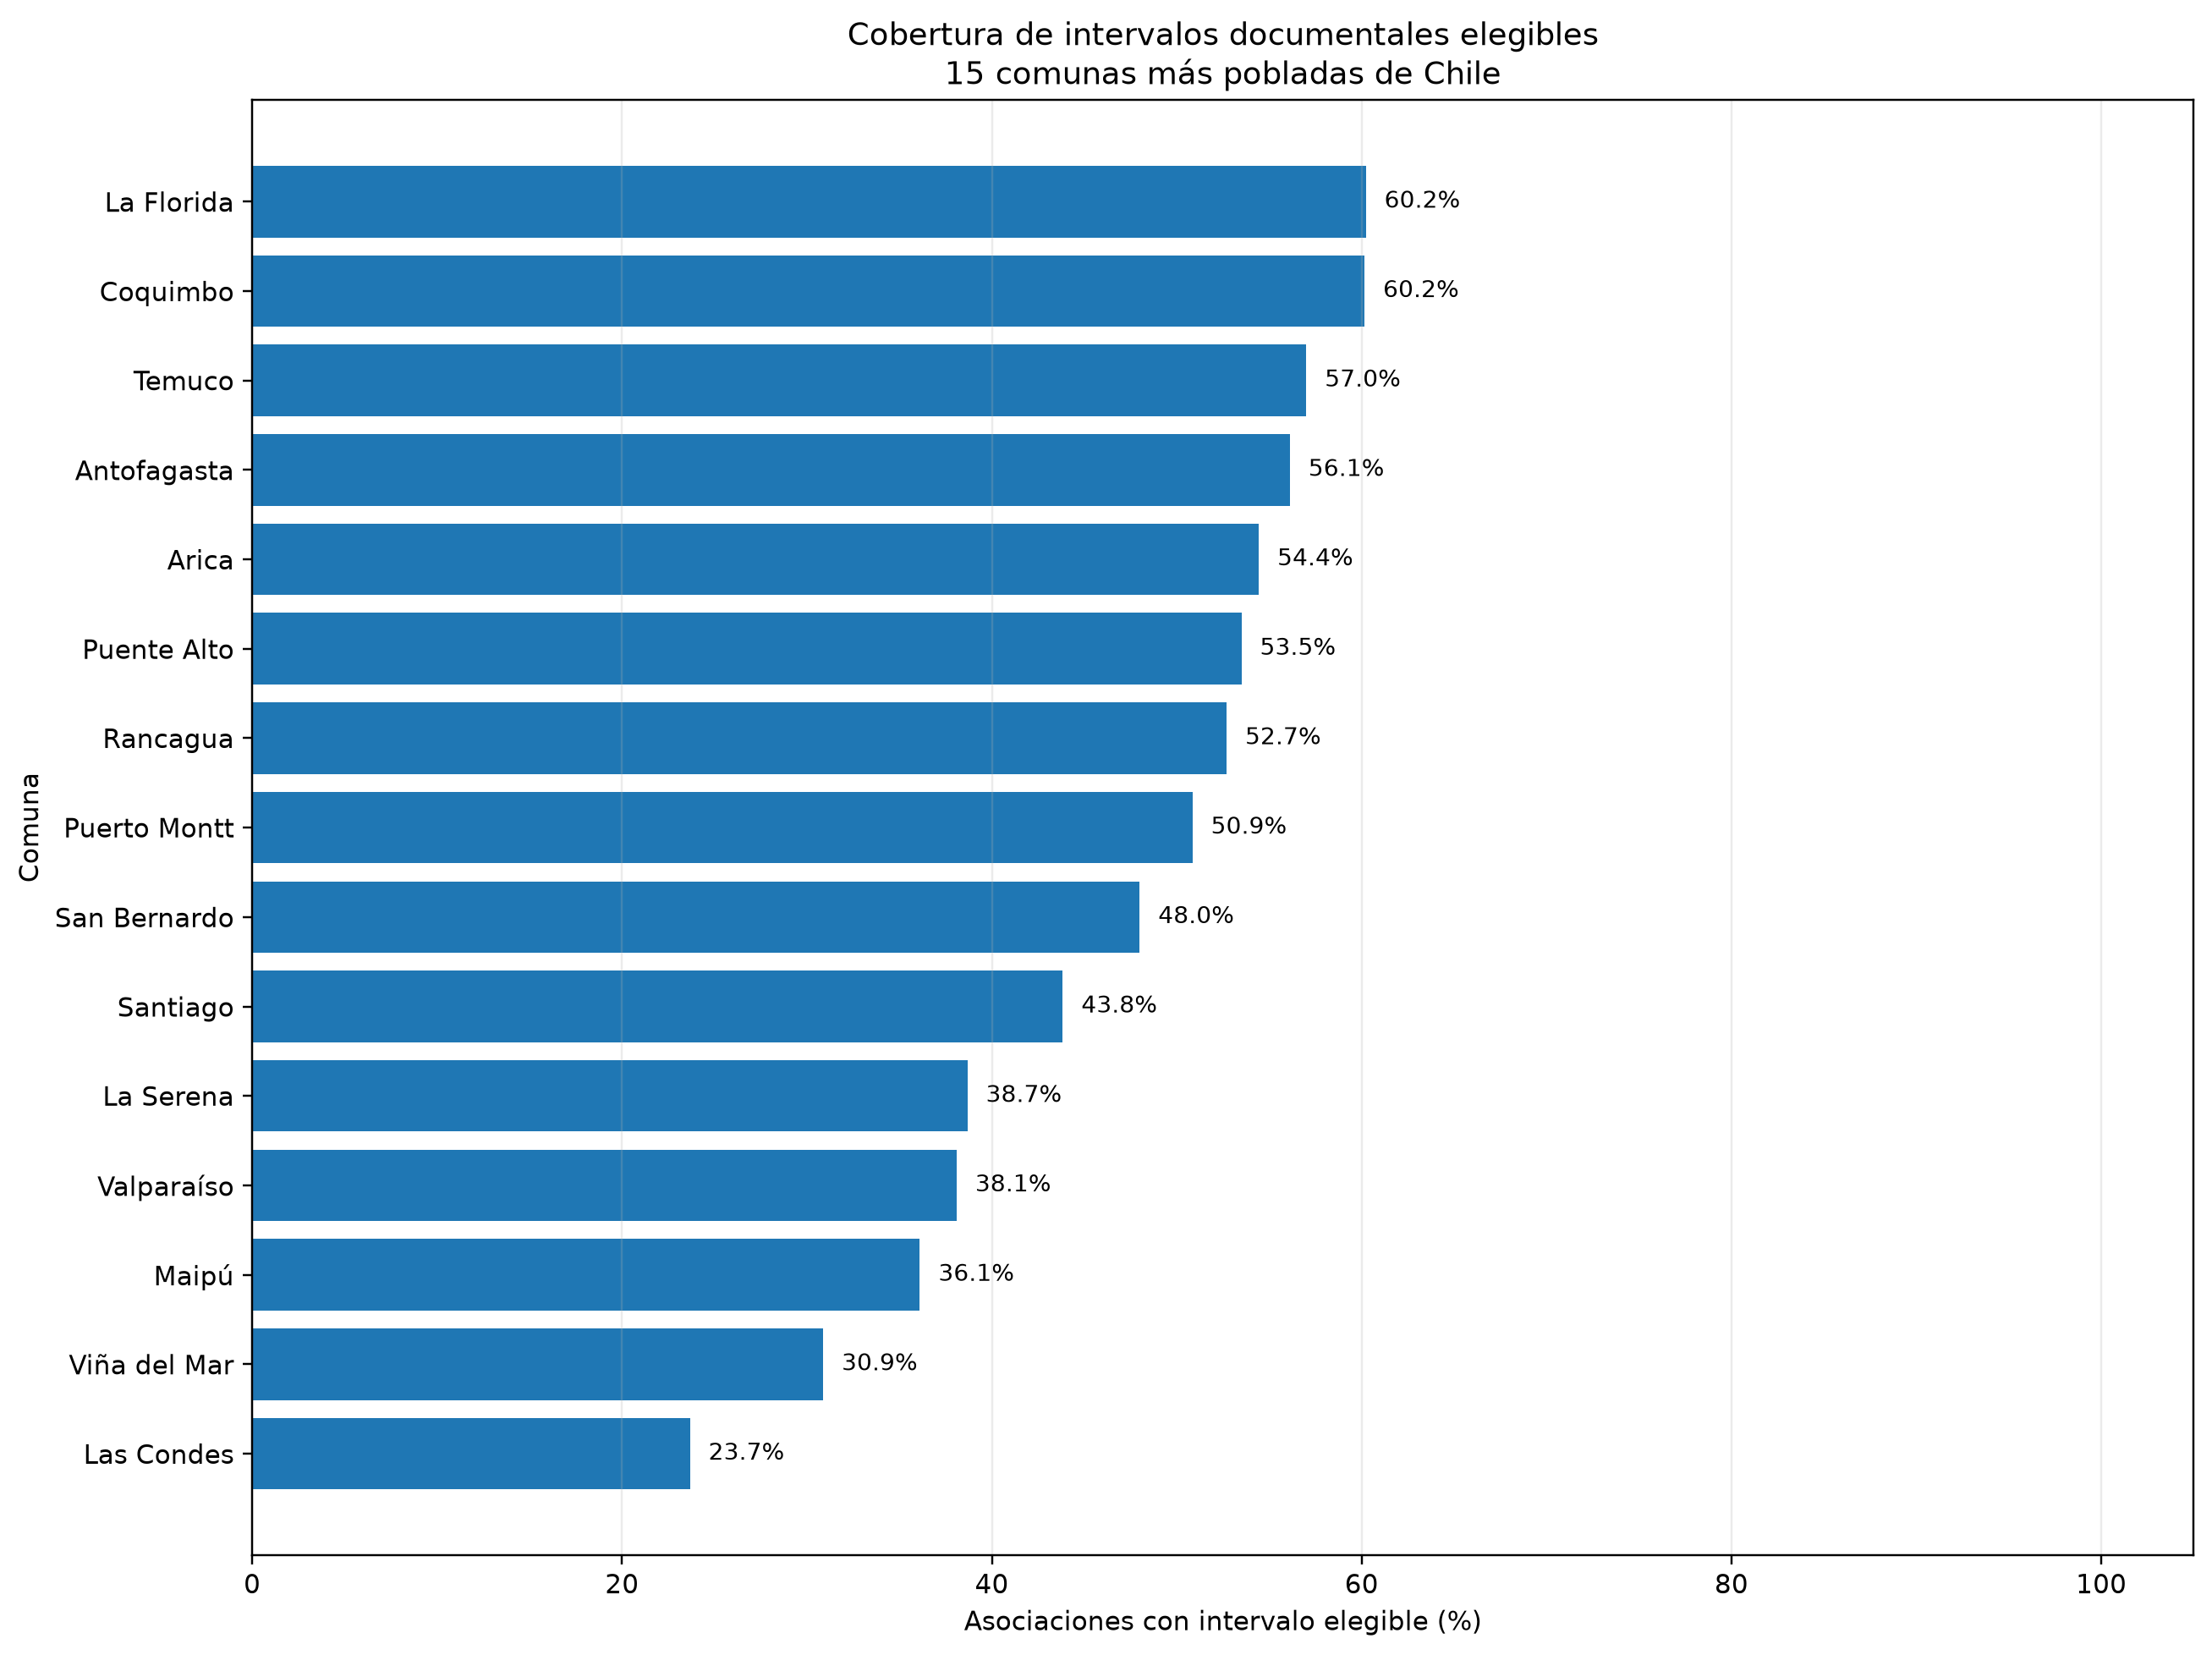 Cobertura de intervalos documentales elegibles
15 comunas más pobladas de Chile
Comuna
La Florida 60.2%
Coquimbo 60.2%
Temuco 57.0%
Antofagasta 56.1%
Arica 54.4%
Puente Alto 53.5%
Rancagua 52.7%
Puerto Montt 50.9%
San Bernardo 48.0%
Santiago 43.8%
La Serena 38.7%
Valparaíso 38.1%
Maipú 36.1%
Viña del Mar 30.9%
Las Condes 23.7%
0 20 40 60 80 100
Asociaciones con intervalo elegible (%)